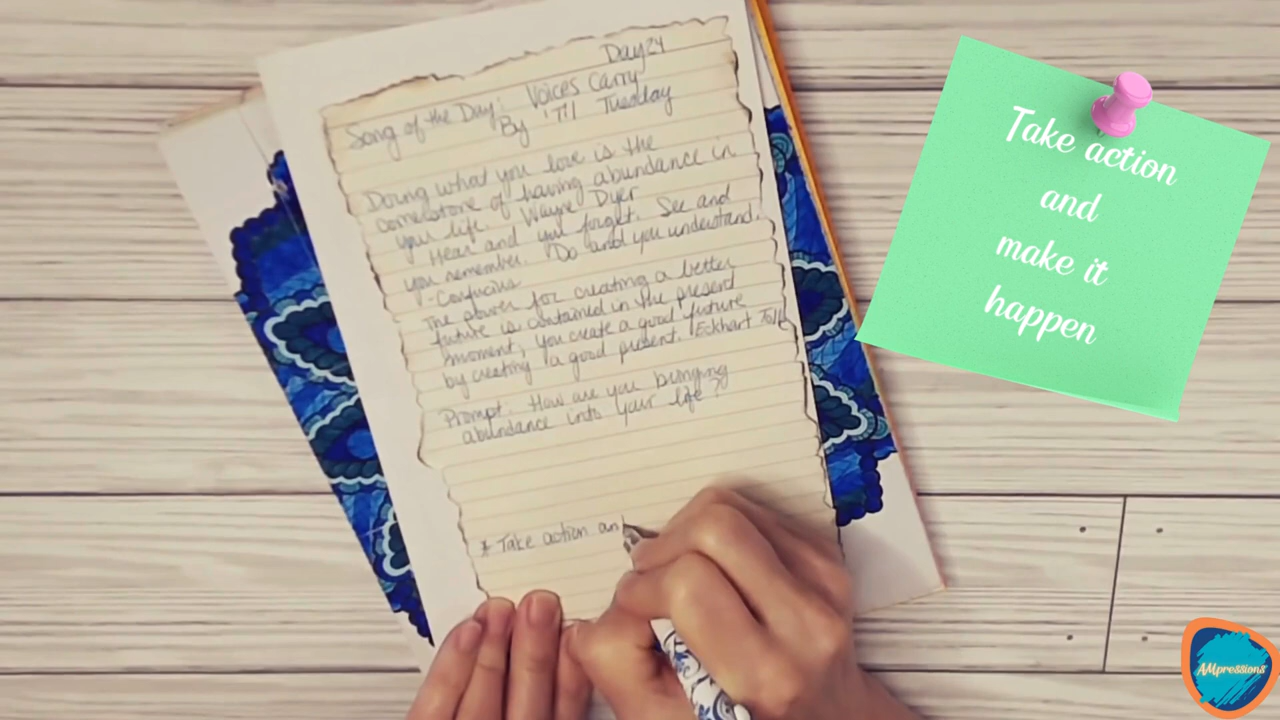 Day 24
Song of the Day: Voices Carry
By 'Til Tuesday
Doing what you love is the
cornerstone of having abundance in
your life. Wayne Dyer
Hear and you forget. See and
you remember. Do and you understand.
-Confucius
The power for creating a better
future is contained in the present
moment, you create a good future
by creating a good present. Eckhart Toll
Prompt: How are you bringing
abundance into your life?
* Take action an
Take action
and
make it
happen
AMpressions